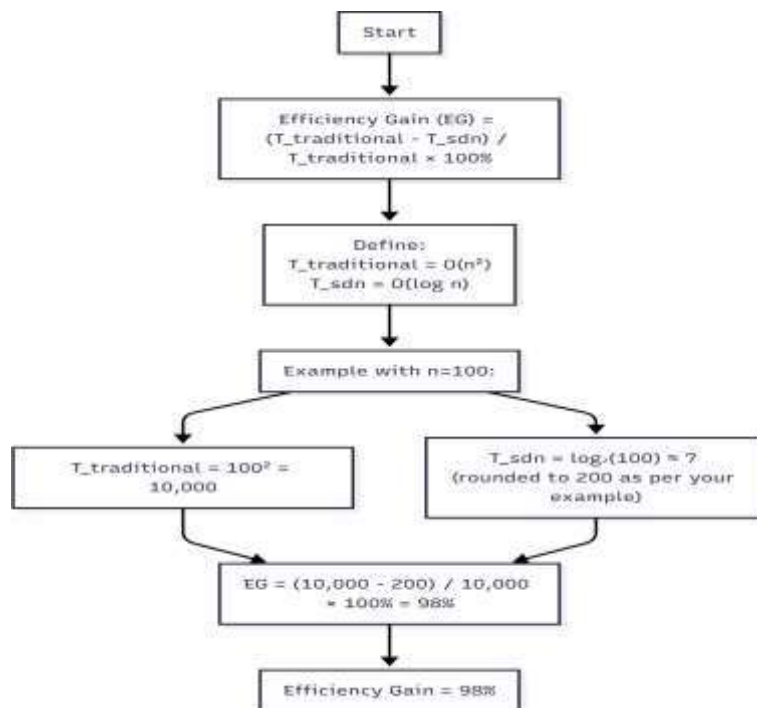 Start
Efficiency Gain (EG) =
(T_traditional - T_sdn) /
T_traditional × 100%
Define:
T_traditional = O(n²)
T_sdn = O(log n)
Example with n=100:
T_traditional = 100² =
10,000
T_sdn = log₂(100) ≈ 7
(rounded to 200 as per your
example)
EG = (10,000 - 200) / 10,000
× 100% = 98%
Efficiency Gain = 98%